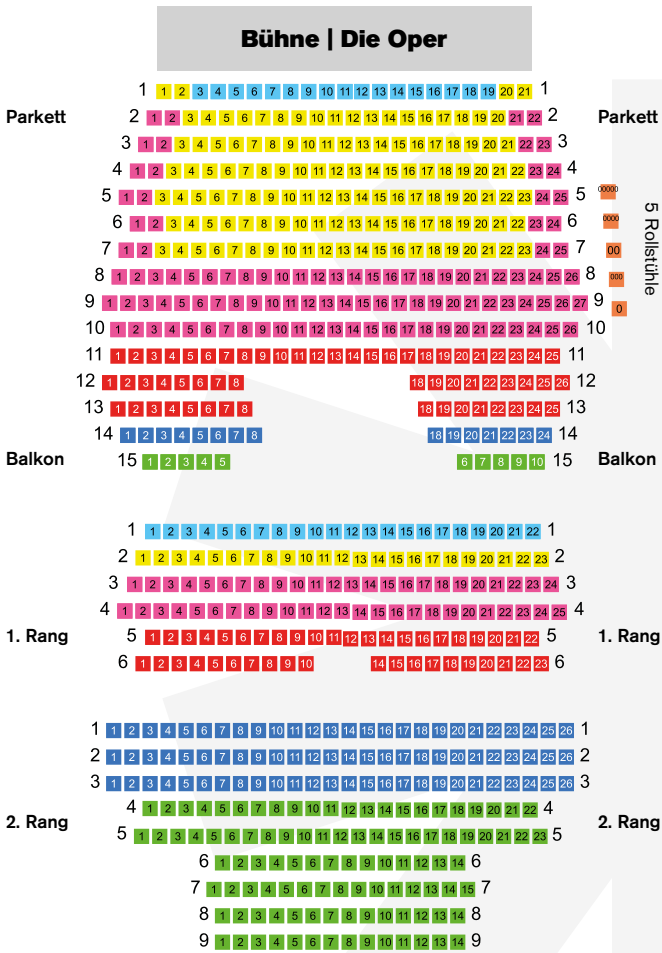 Bühne | Die Oper
1 1 2 3 4 5 6 7 8 9 10 11 12 13 14 15 16 17 18 19 20 21 1
Parkett Parkett
2 1 2 3 4 5 6 7 8 9 10 11 12 13 14 15 16 17 18 19 20 21 22 2
3 1 2 3 4 5 6 7 8 9 10 11 12 13 14 15 16 17 18 19 20 21 22 23 3
4 1 2 3 4 5 6 7 8 9 10 11 12 13 14 15 16 17 18 19 20 21 22 23 24 4
5 1 2 3 4 5 6 7 8 9 10 11 12 13 14 15 16 17 18 19 20 21 22 23 24 25 5 00000
6 1 2 3 4 5 6 7 8 9 10 11 12 13 14 15 16 17 18 19 20 21 22 23 24 6 0000
7 1 2 3 4 5 6 7 8 9 10 11 12 13 14 15 16 17 18 19 20 21 22 23 24 25 7 00
8 1 2 3 4 5 6 7 8 9 10 11 12 13 14 15 16 17 18 19 20 21 22 23 24 25 26 8 000
9 1 2 3 4 5 6 7 8 9 10 11 12 13 14 15 16 17 18 19 20 21 22 23 24 25 26 27 9 0
5 Rollstühle
10 1 2 3 4 5 6 7 8 9 10 11 12 13 14 15 16 17 18 19 20 21 22 23 24 25 26 10
11 1 2 3 4 5 6 7 8 9 10 11 12 13 14 15 16 17 18 19 20 21 22 23 24 25 11
12 1 2 3 4 5 6 7 8 18 19 20 21 22 23 24 25 26 12
13 1 2 3 4 5 6 7 8 18 19 20 21 22 23 24 25 13
14 1 2 3 4 5 6 7 8 18 19 20 21 22 23 24 14
Balkon 15 1 2 3 4 5 6 7 8 9 10 15 Balkon
1 1 2 3 4 5 6 7 8 9 10 11 12 13 14 15 16 17 18 19 20 21 22 1
2 1 2 3 4 5 6 7 8 9 10 11 12 13 14 15 16 17 18 19 20 21 22 23 2
3 1 2 3 4 5 6 7 8 9 10 11 12 13 14 15 16 17 18 19 20 21 22 23 24 3
4 1 2 3 4 5 6 7 8 9 10 11 12 13 14 15 16 17 18 19 20 21 22 23 24 25 4
1. Rang 5 1 2 3 4 5 6 7 8 9 10 11 12 13 14 15 16 17 18 19 20 21 22 5 1. Rang
6 1 2 3 4 5 6 7 8 9 10 14 15 16 17 18 19 20 21 22 23 6
1 1 2 3 4 5 6 7 8 9 10 11 12 13 14 15 16 17 18 19 20 21 22 23 24 25 26 1
2 1 2 3 4 5 6 7 8 9 10 11 12 13 14 15 16 17 18 19 20 21 22 23 24 25 26 2
3 1 2 3 4 5 6 7 8 9 10 11 12 13 14 15 16 17 18 19 20 21 22 23 24 25 26 3
4 1 2 3 4 5 6 7 8 9 10 11 12 13 14 15 16 17 18 19 20 21 22 4
2. Rang 2. Rang
5 1 2 3 4 5 6 7 8 9 10 11 12 13 14 15 16 17 18 19 20 21 22 23 5
6 1 2 3 4 5 6 7 8 9 10 11 12 13 14 6
7 1 2 3 4 5 6 7 8 9 10 11 12 13 14 15 7
8 1 2 3 4 5 6 7 8 9 10 11 12 13 14 8
9 1 2 3 4 5 6 7 8 9 10 11 12 13 14 9